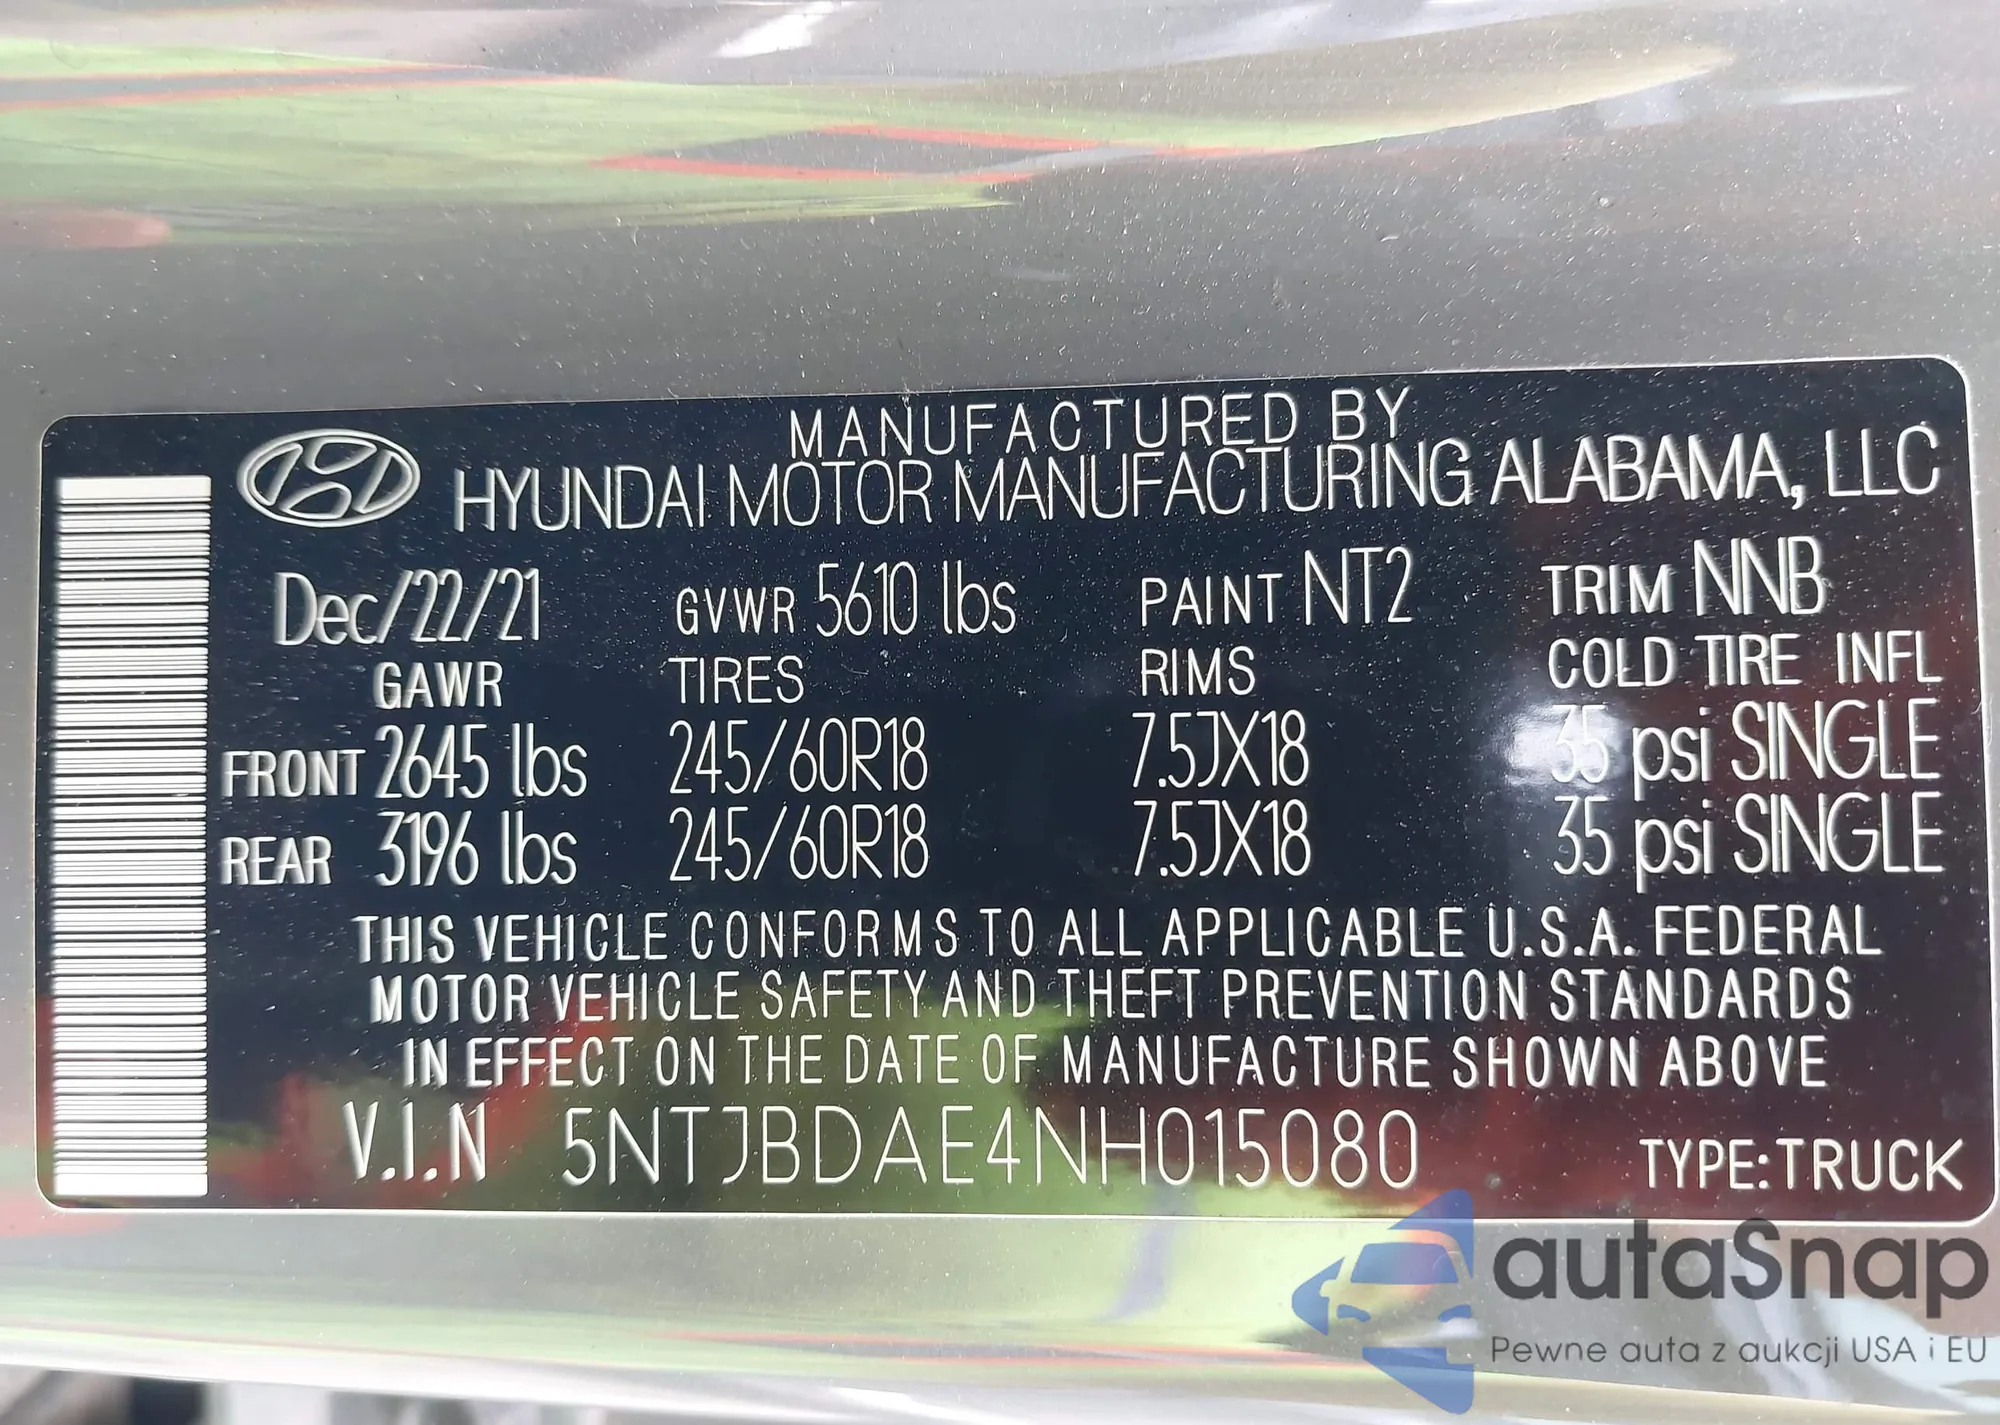 MANUFACTURED BY
HYUNDAI MOTOR MANUFACTURING ALABAMA, LLC
Dec/22/21 GVWR 5610 lbs PAINT NT2 TRIM NNB
GAWR TIRES RIMS COLD TIRE INFL
FRONT 2645 lbs 245/60R18 7.5JX18 35 psi SINGLE
REAR 3196 lbs 245/60R18 7.5JX18 35 psi SINGLE
THIS VEHICLE CONFORMS TO ALL APPLICABLE U.S.A. FEDERAL
MOTOR VEHICLE SAFETY AND THEFT PREVENTION STANDARDS
IN EFFECT ON THE DATE OF MANUFACTURE SHOWN ABOVE
V.I.N 5NTJBDAE4NH015080 TYPE:TRUCK
autaSnap
Pewne auta z aukcji USA i EU